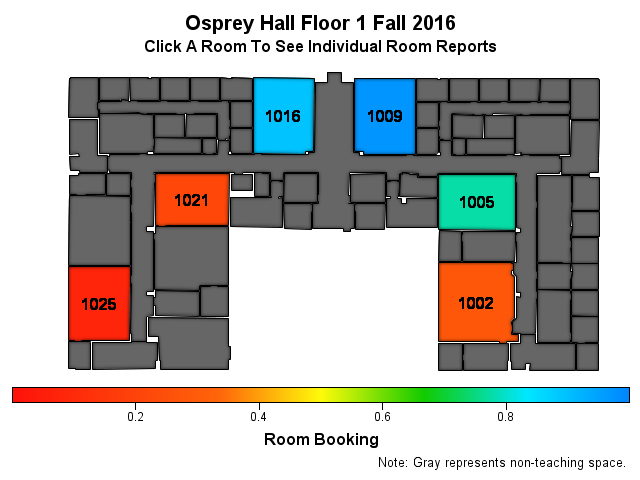 Osprey Hall Floor 1 Fall 2016
Click A Room To See Individual Room Reports
1016
1009
1021
1005
1025
1002
0.2
0.4
0.6
0.8
Room Booking
Note: Gray represents non-teaching space.